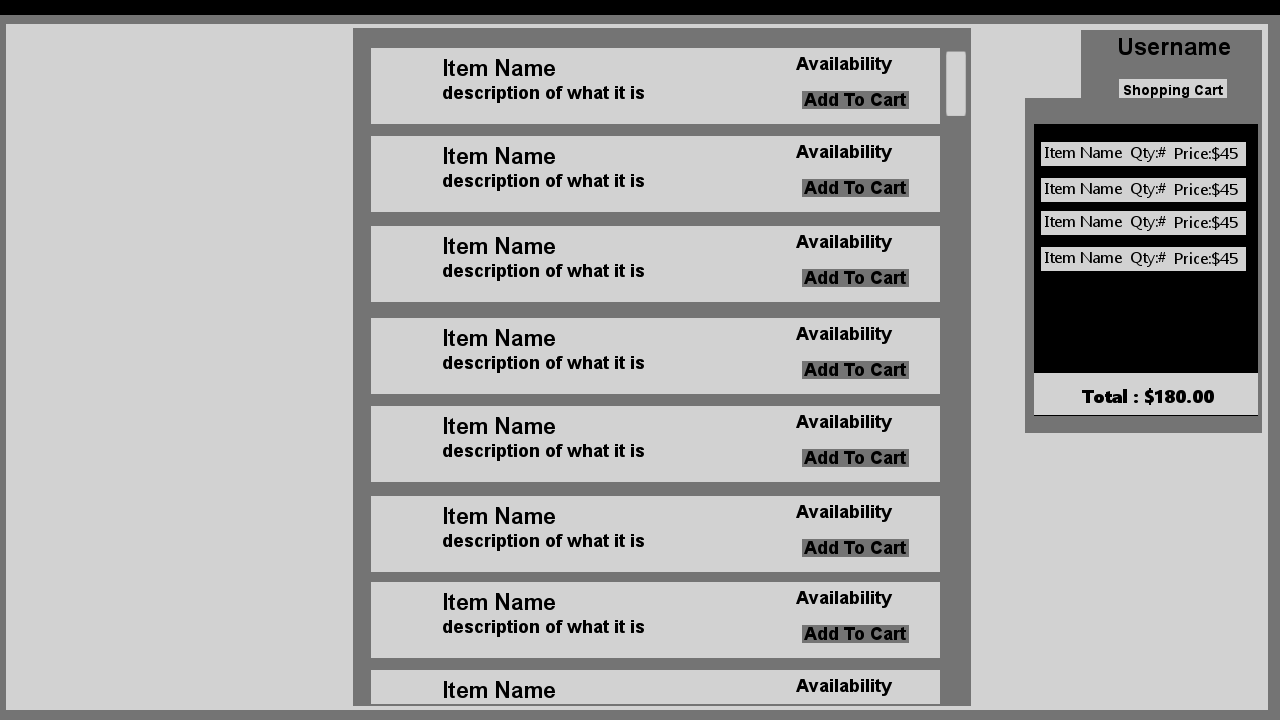 Item Name
description of what it is
Availability
Add To Cart
Item Name
description of what it is
Availability
Add To Cart
Item Name
description of what it is
Availability
Add To Cart
Item Name
description of what it is
Availability
Add To Cart
Item Name
description of what it is
Availability
Add To Cart
Item Name
description of what it is
Availability
Add To Cart
Item Name
description of what it is
Availability
Add To Cart
Item Name
Availability
Username
Shopping Cart
Item Name Qty:# Price:$45
Item Name Qty:# Price:$45
Item Name Qty:# Price:$45
Item Name Qty:# Price:$45
Total : $180.00